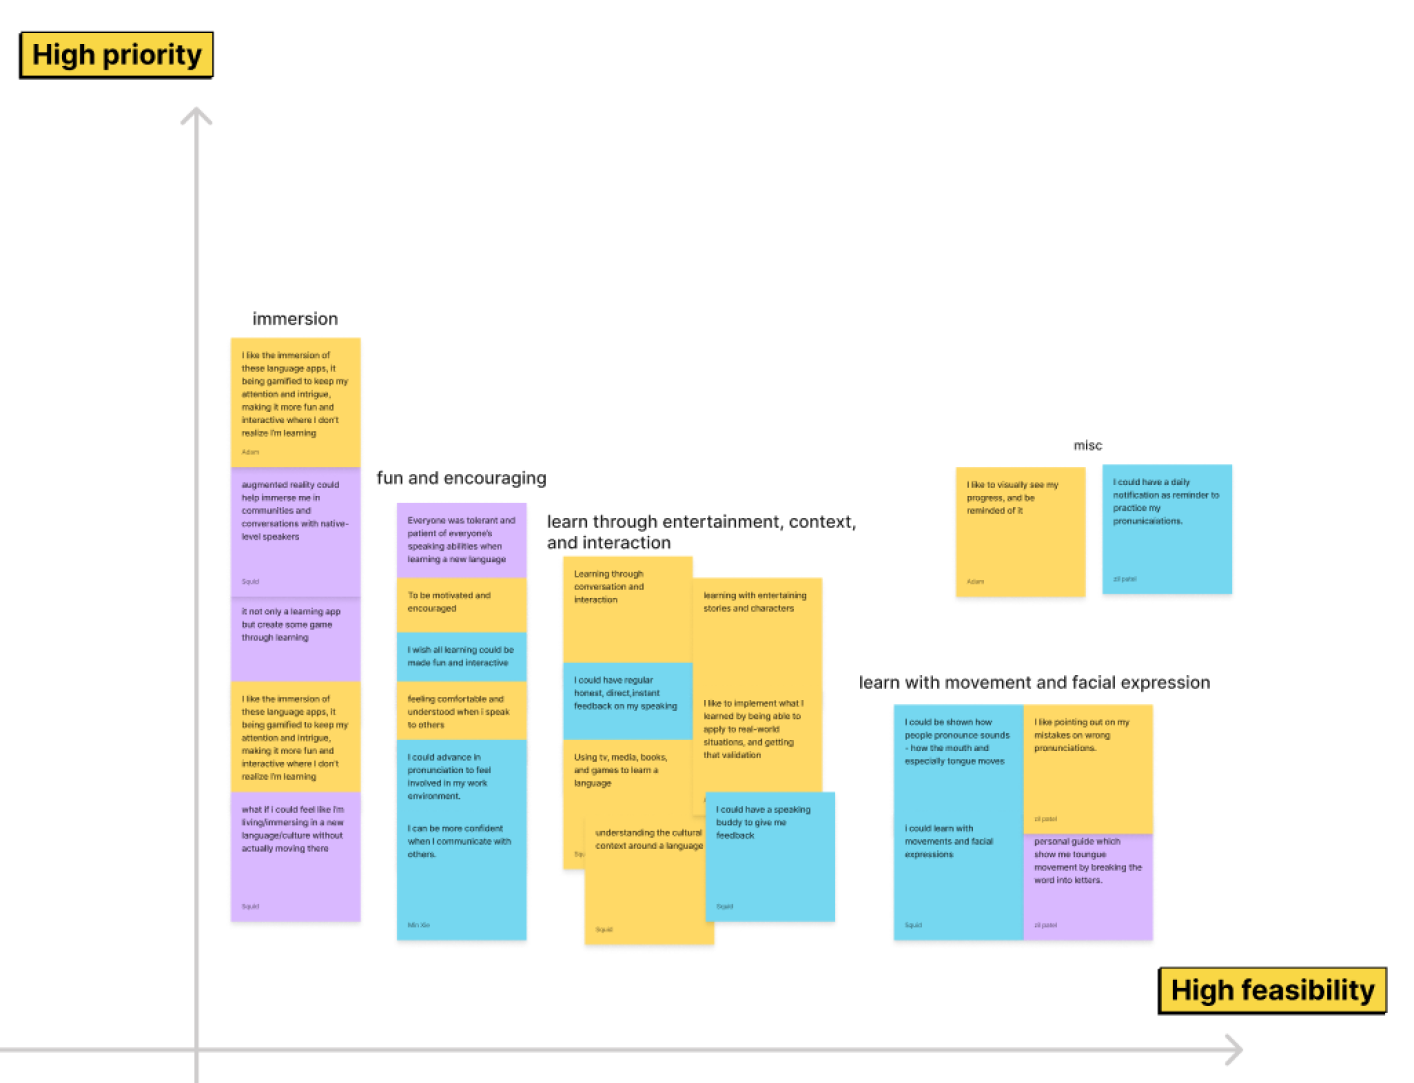 High priority
immersion
I like the immersion of
these language apps, it
being gamified to keep my
attention and intrigue,
making it more fun and
interactive where I don't
realize I'm learning
Adam
augmented reality could
help immerse me in
communities and
conversations with native-
level speakers
Squid
it not only a learning app
but create some game
through learning
I like the immersion of
these language apps, it
being gamified to keep my
attention and intrigue,
making it more fun and
interactive where I don't
realize I'm learning
what if i could feel like I'm
living/immersing in a new
language/culture without
actually moving there
Squid
fun and encouraging
Everyone was tolerant and
patient of everyone's
speaking abilities when
learning a new language
To be motivated and
encouraged
I wish all learning could be
made fun and interactive
feeling comfortable and
understood when i speak
to others
I could advance in
pronunciation to feel
involved in my work
environment.
I can be more confident
when I communicate with
others.
Min Xie
learn through entertainment, context,
and interaction
Learning through
conversation and
interaction
I could have regular
honest, direct,instant
feedback on my speaking
Using tv, media, books,
and games to learn a
language
understanding the cultural
context around a language
Squid
learning with entertaining
stories and characters
I like to implement what I
learned by being able to
apply to real-world
situations, and getting
that validation
I could have a speaking
buddy to give me
feedback
Squid
misc
I like to visually see my
progress, and be
reminded of it
Adam
I could have a daily
notification as reminder to
practice my
pronunicaiations.
zil patel
learn with movement and facial expression
I could be shown how
people pronounce sounds
- how the mouth and
especially tongue moves
i could learn with
movements and facial
expressions
Squid
I like pointing out on my
mistakes on wrong
pronunciations.
zil patel
personal guide which
show me toungue
movement by breaking the
word into letters.
zil patel
High feasibility